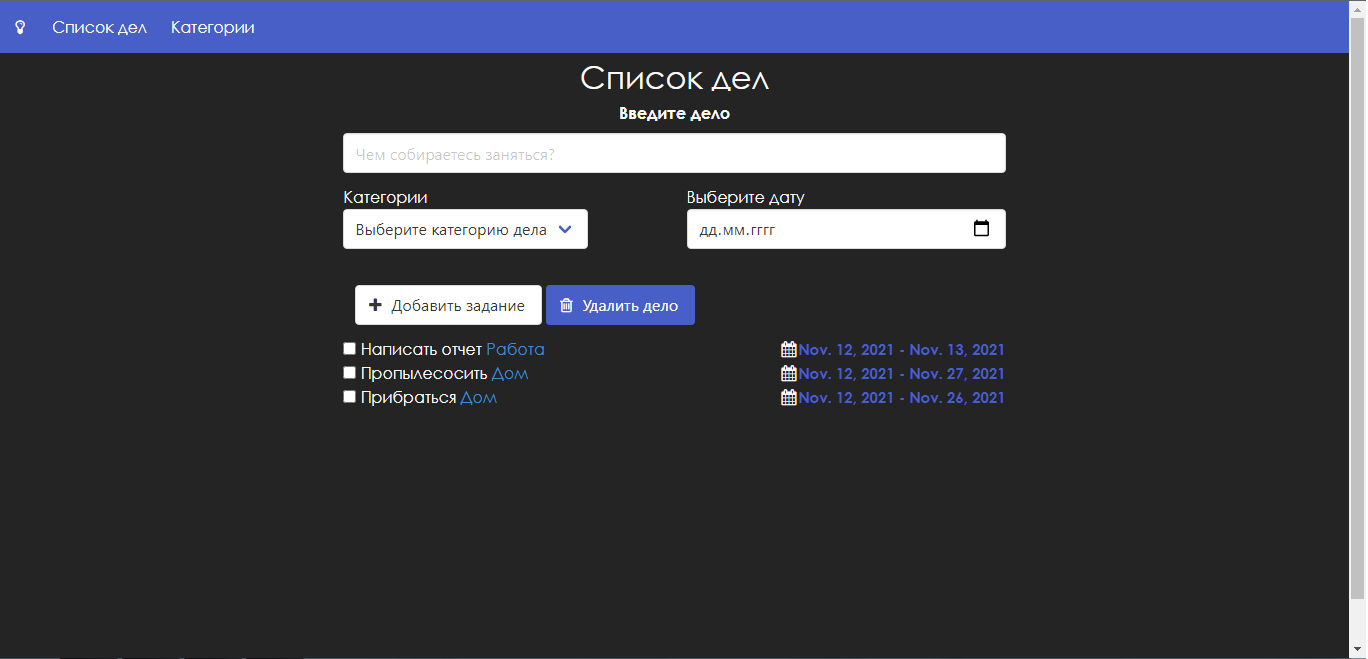 Список дел Категории
Список дел
Введите дело
Чем собираетесь заняться?
Категории Выберите дату
Выберите категорию дела дд.мм.гггг
Добавить задание Удалить дело
Написать отчет Работа Nov. 12, 2021 - Nov. 13, 2021
Пропылесосить Дом Nov. 12, 2021 - Nov. 27, 2021
Прибраться Дом Nov. 12, 2021 - Nov. 26, 2021